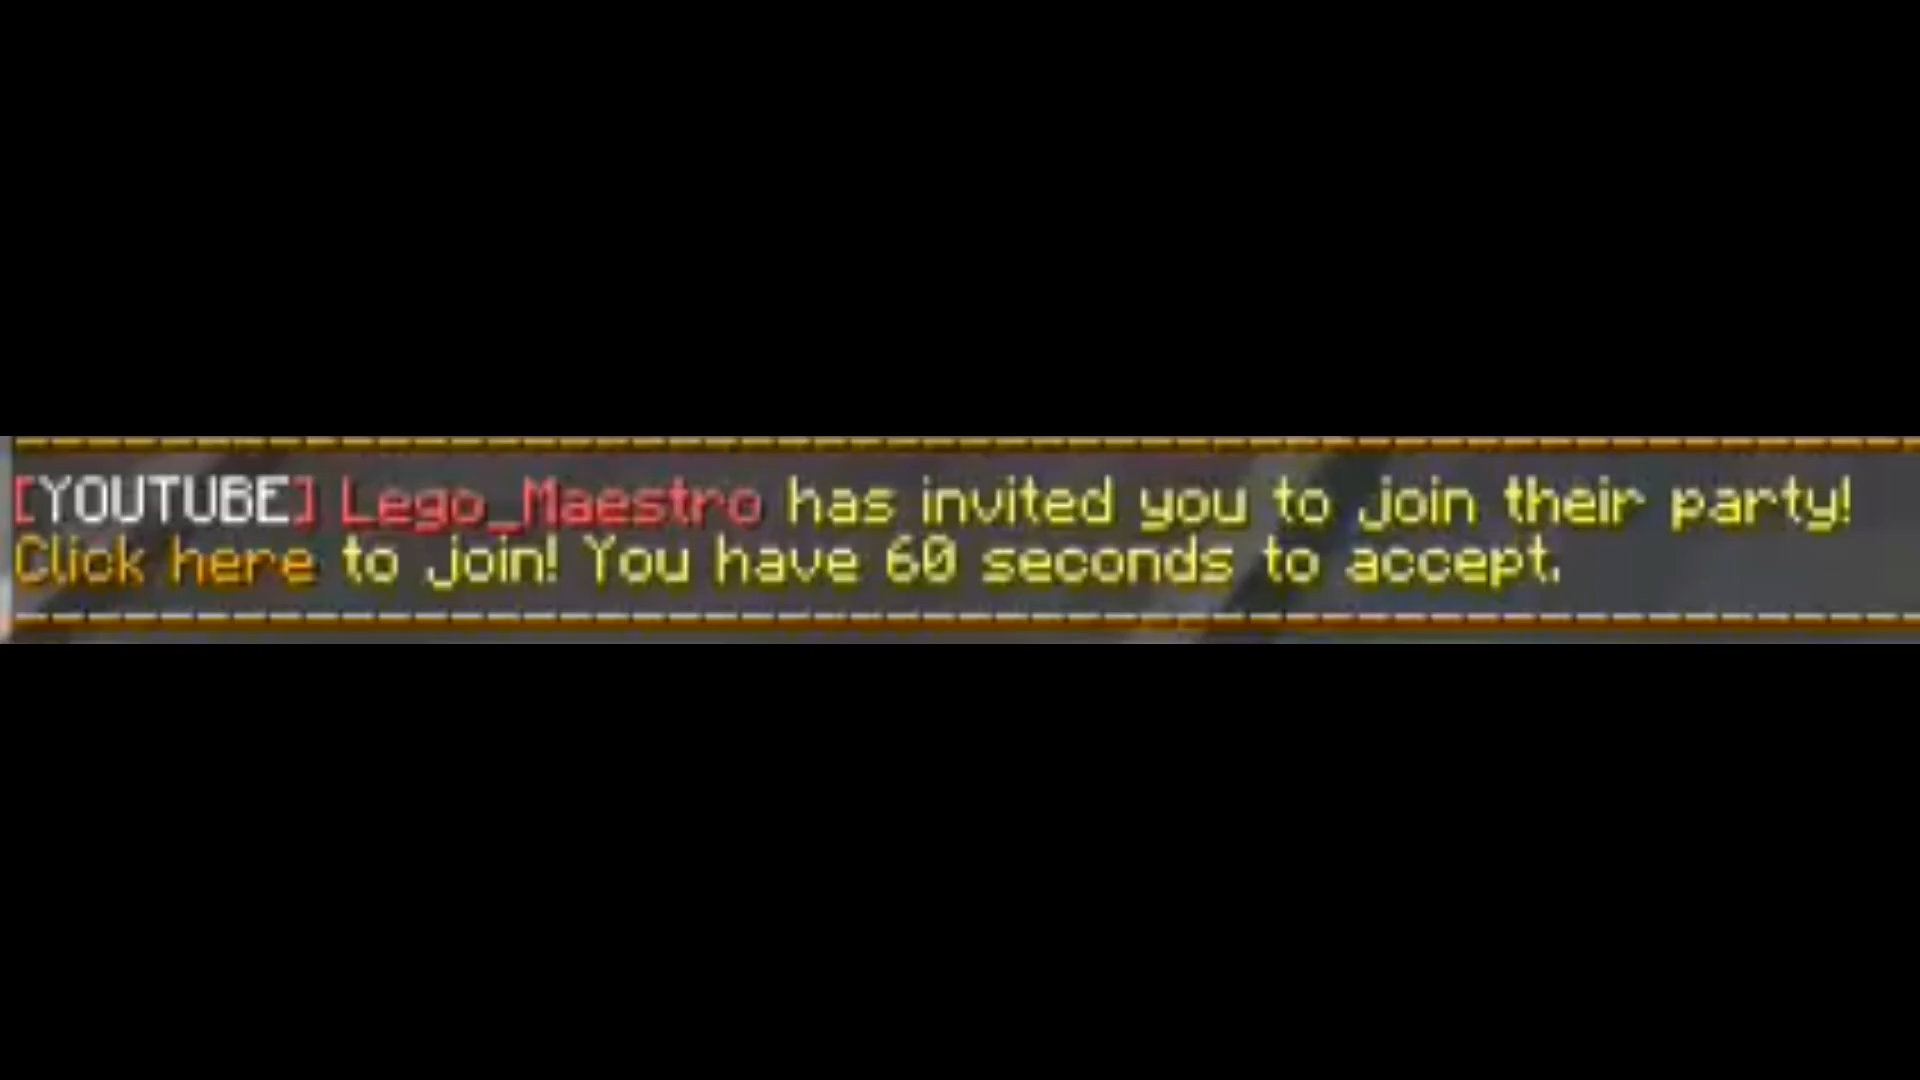 [YOUTUBE] Lego_Maestro has invited you to join their party!
Click here to join! You have 60 seconds to accept.